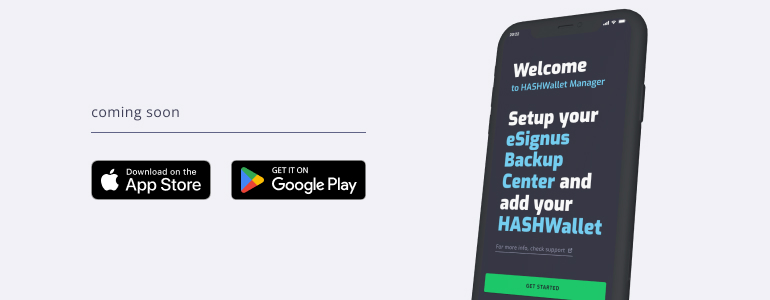 coming soon
Download on the
App Store
GET IT ON
Google Play
Welcome
to HASHWallet Manager
Setup your
eSignus
Backup
Center and
add your
HASHWallet
For more info, check support
GET STARTED